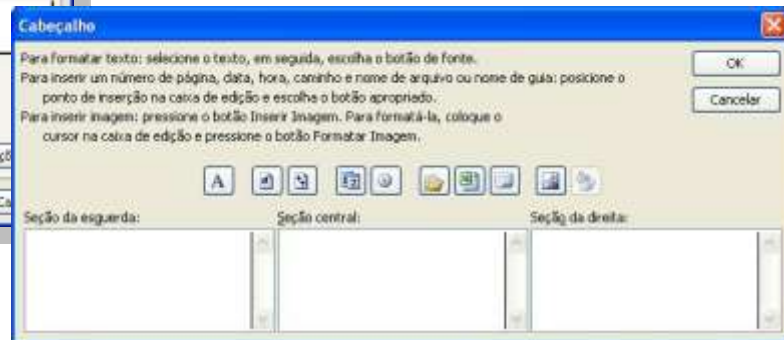 Cabeçalho
Para formatar texto: selecione o texto, em seguida, escolha o botão de fonte.
Para inserir um número de página, data, hora, caminho e nome de arquivo ou nome de guia: posicione o
ponto de inserção na caixa de edição e escolha o botão apropriado.
Para inserir imagem: pressione o botão Inserir Imagem. Para formatá-la, coloque o
cursor na caixa de edição e pressione o botão Formatar Imagem.
OK
Cancelar
A
Seção da esquerda:
Seção central:
Seção da direita: